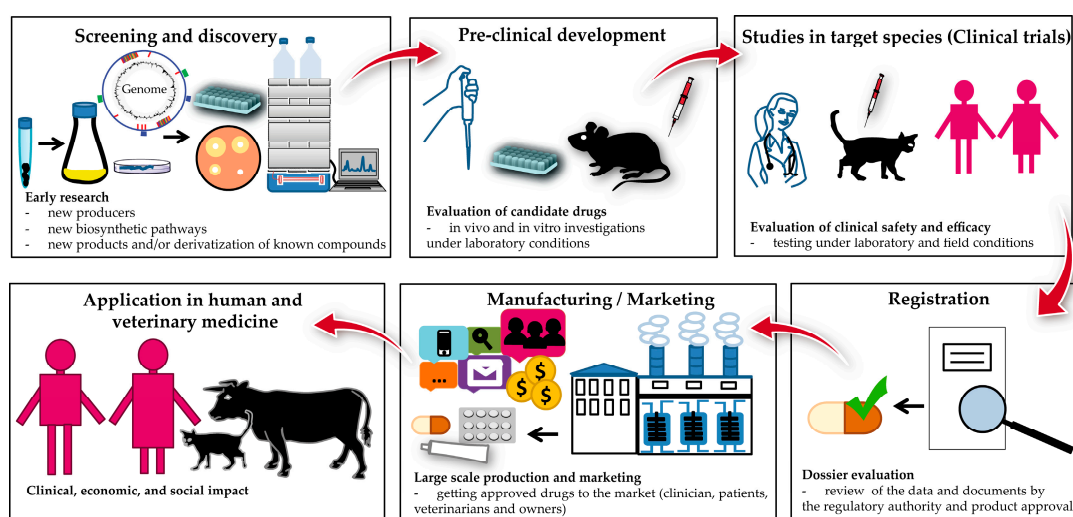 Screening and discovery
Genome
Early research
- new producers
- new biosynthetic pathways
- new products and/or derivatization of known compounds
Pre-clinical development
Evaluation of candidate drugs
- in vivo and in vitro investigations
under laboratory conditions
Studies in target species (Clinical trials)
Evaluation of clinical safety and efficacy
- testing under laboratory and field conditions
Registration
Dossier evaluation
- review of the data and documents by
the regulatory authority and product approval
Manufacturing / Marketing
...
$
$
$
Large scale production and marketing
- getting approved drugs to the market (clinician, patients,
veterinarians and owners)
Application in human and
veterinary medicine
Clinical, economic, and social impact